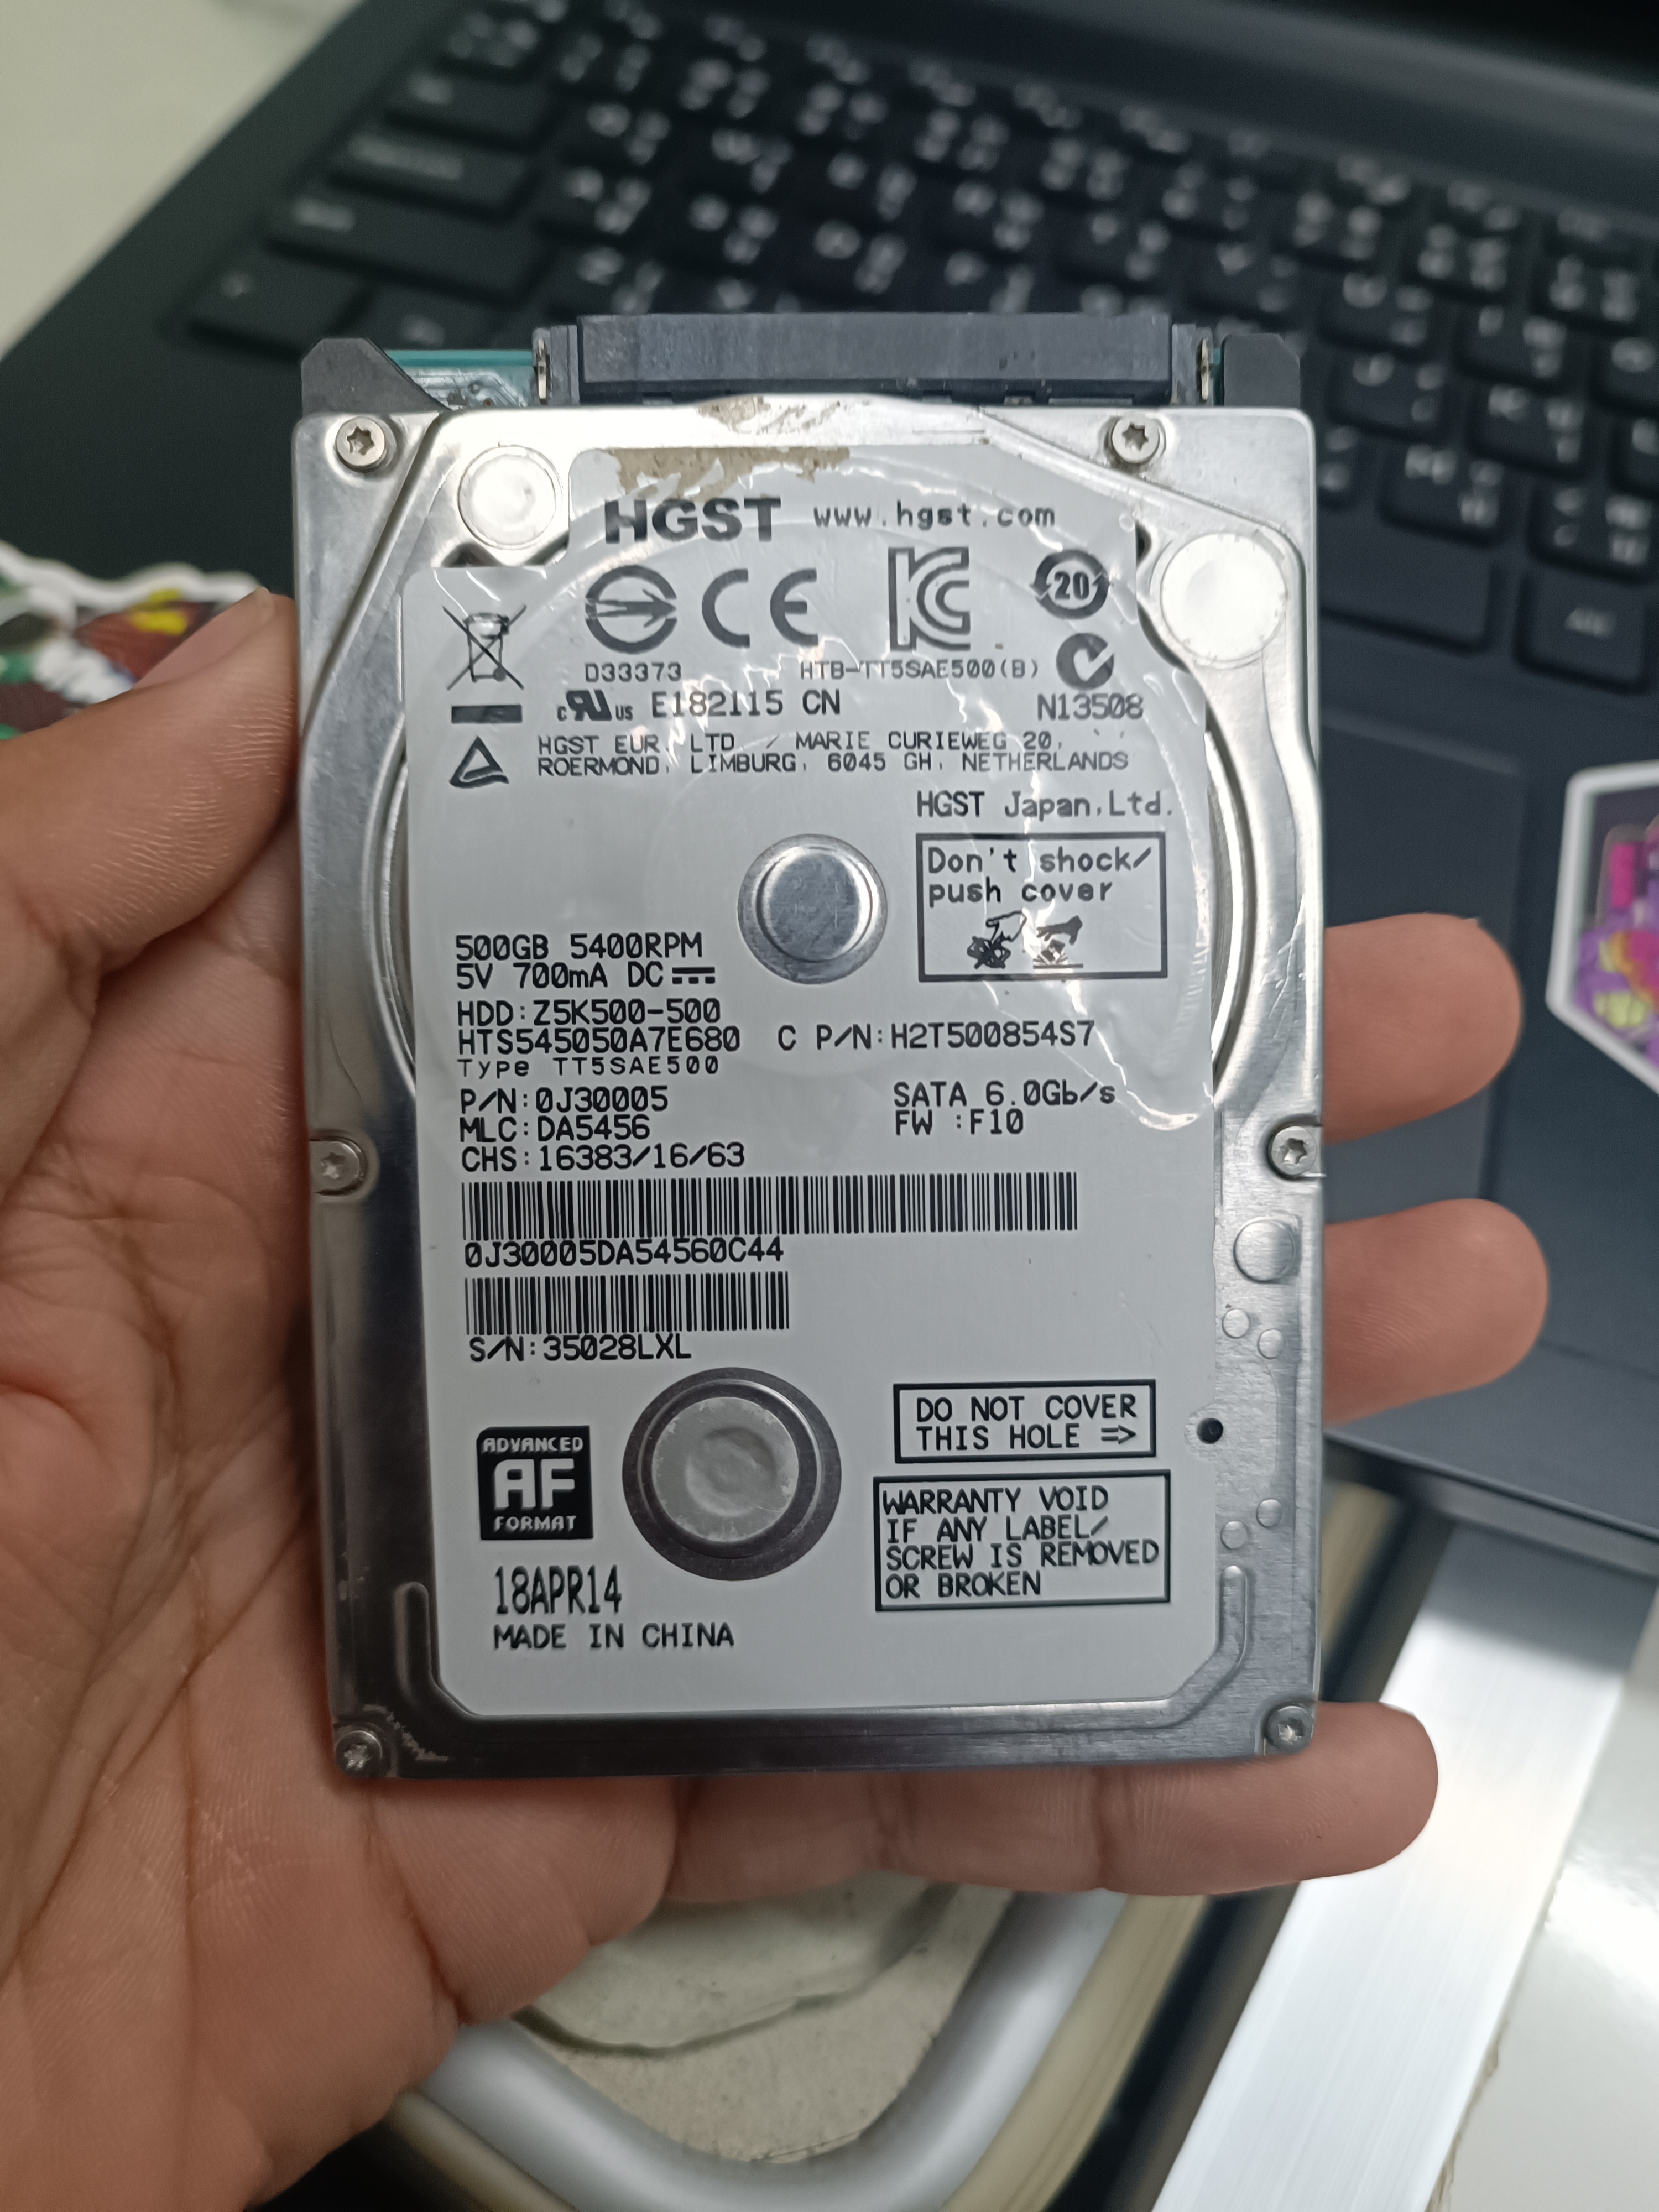 HGST www.hgst.com
20
D33373 HTB-TT5SAE500(B)
c RU US E182115 CN N13508
HGST EUR. LTD / MARIE CURIEWEG 20,
ROERMOND, LIMBURG, 6045 GH, NETHERLANDS
HGST Japan,Ltd.
Don't shock/
push cover
500GB 5400RPM
5V 700mA DC
HDD:Z5K500-500
HTS545050A7E680 C P/N:H2T500854S7
Type TT5SAE500
P/N:0J30005 SATA 6.0Gb/s
MLC:DA5456 FW :F10
CHS:16383/16/63
0J30005DA54560C44
S/N:35028LXL
DO NOT COVER
THIS HOLE =>
ADVANCED
AF
FORMAT
WARRANTY VOID
IF ANY LABEL/
SCREW IS REMOVED
OR BROKEN
18APR14
MADE IN CHINA